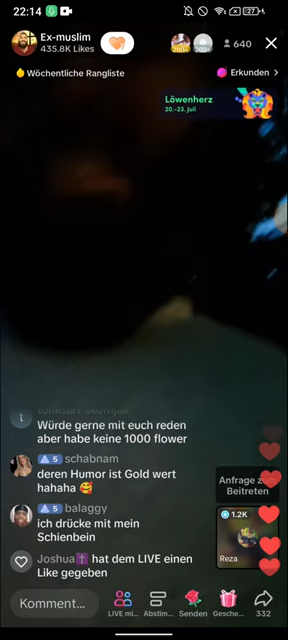 22:14
27
Ex-muslim
435.8K Likes
200+
200+
640
Wöchentliche Rangliste
Erkunden >
Löwenherz
20.-23. Juli
t
Würde gerne mit euch reden
aber habe keine 1000 flower
5 schabnam
deren Humor ist Gold wert
hahaha 🥰
5 balaggy
ich drücke mit mein
Schienbein
Joshua✝️ hat dem LIVE einen
Like gegeben
Anfrage zum
Beitreten
1.2K
Reza
Komment...
LIVE mi...
Abstim...
Senden
Gesche...
332